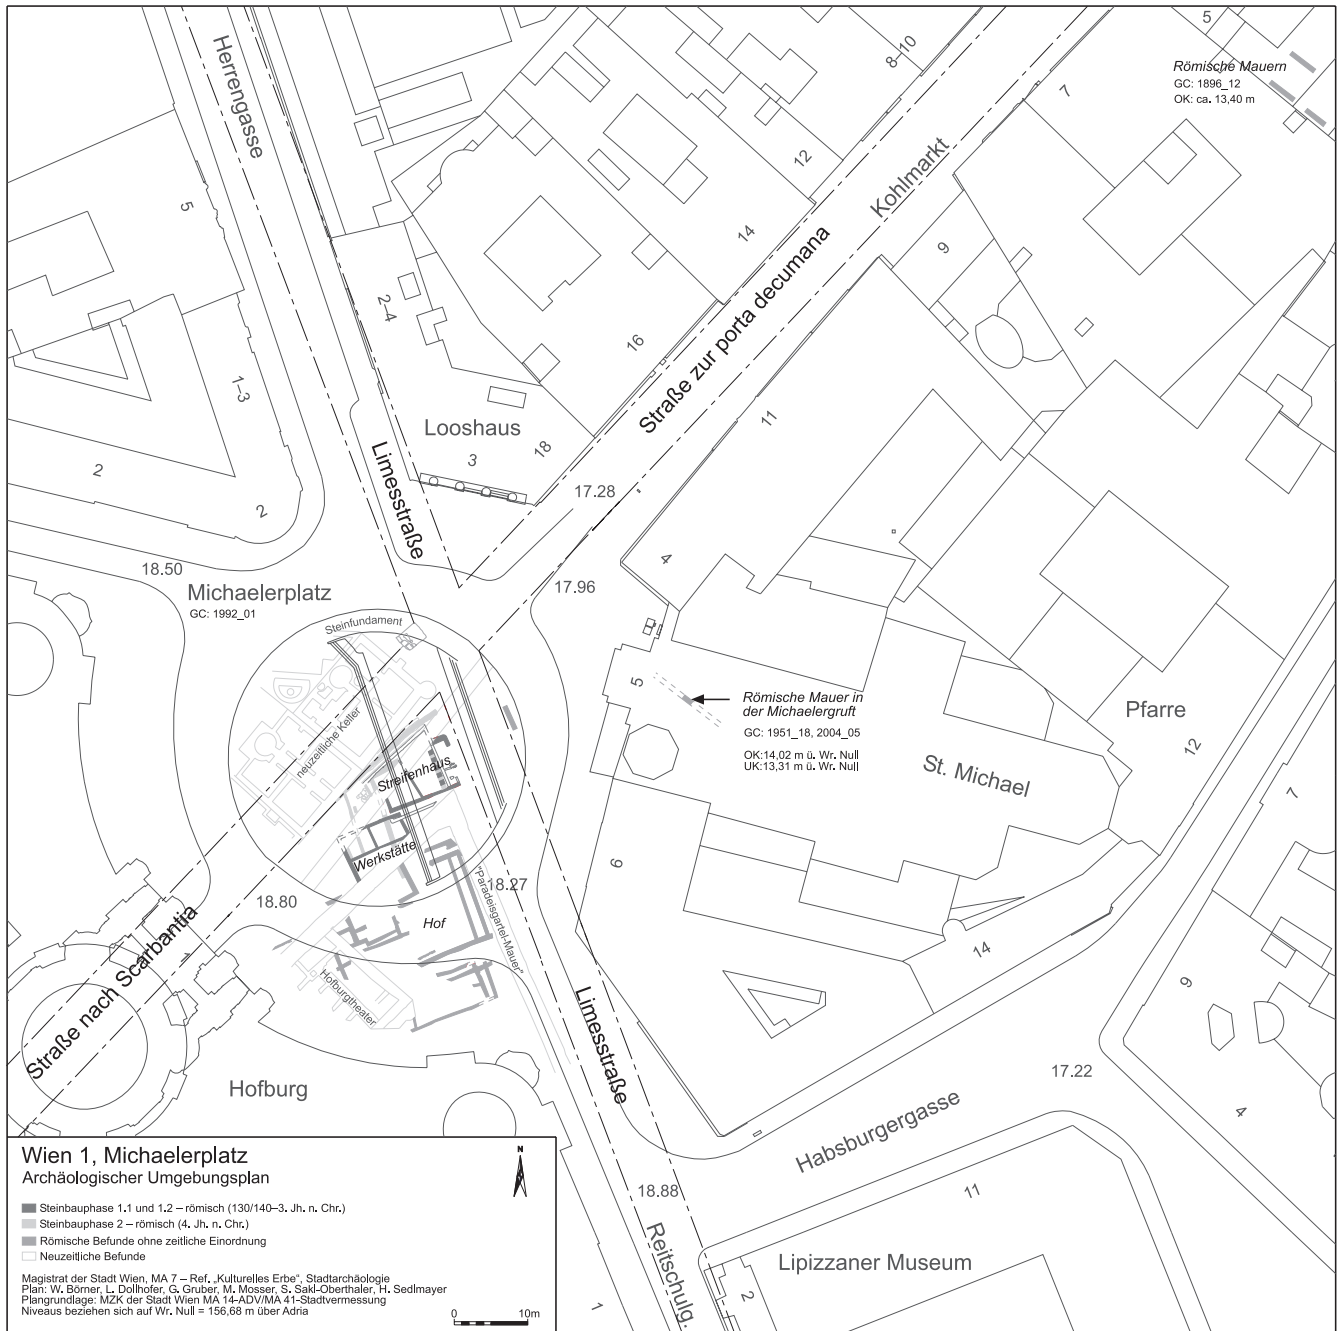 Herrengasse
8–10
5
Römische Mauern
GC: 1896_12
OK: ca. 13,40 m
7
12
Kohlmarkt
5
14
9
Straße zur porta decumana
2–4
16
1–3
11
Looshaus
18
3
2
Limesstraße
17.28
2
4
18.50
17.96
Michaelerplatz
GC: 1992_01
Steinfundament
5
Römische Mauer in
der Michaelergruft
GC: 1951_18, 2004_05
OK:14,02 m ü. Wr. Null
UK:13,31 m ü. Wr. Null
Pfarre
12
St. Michael
neuzeitliche Keller
Streifenhaus
7
Werkstätte
6
18.27
18.80
"Paradeisgartel-Mauer"
Hof
14
Straße nach Scarbantia
1
9
Hofburgtheater
Limesstraße
17.22
Hofburg
4
Habsburgergasse
18.88
11
Reitschulg.
Lipizzaner Museum
2
1
Wien 1, Michaelerplatz
Archäologischer Umgebungsplan
N
Steinbauphase 1.1 und 1.2 – römisch (130/140–3. Jh. n. Chr.)
Steinbauphase 2 – römisch (4. Jh. n. Chr.)
Römische Befunde ohne zeitliche Einordnung
Neuzeitliche Befunde
Magistrat der Stadt Wien, MA 7 – Ref. „Kulturelles Erbe“, Stadtarchäologie
Plan: W. Börner, L. Dollhofer, G. Gruber, M. Mosser, S. Sakl-Oberthaler, H. Sedlmayer
Plangrundlage: MZK der Stadt Wien MA 14-ADV/MA 41-Stadtvermessung
Niveaus beziehen sich auf Wr. Null = 156,68 m über Adria
0 10m